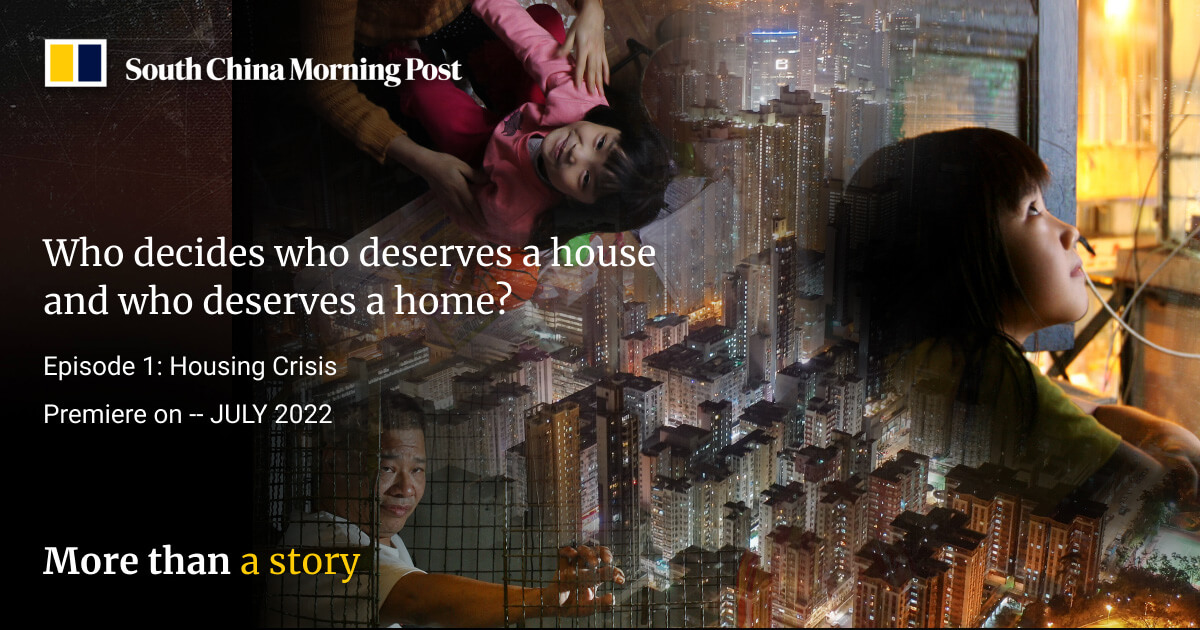 South China Morning Post
Who decides who deserves a house
and who deserves a home?
Episode 1: Housing Crisis
Premiere on -- JULY 2022
More than a story